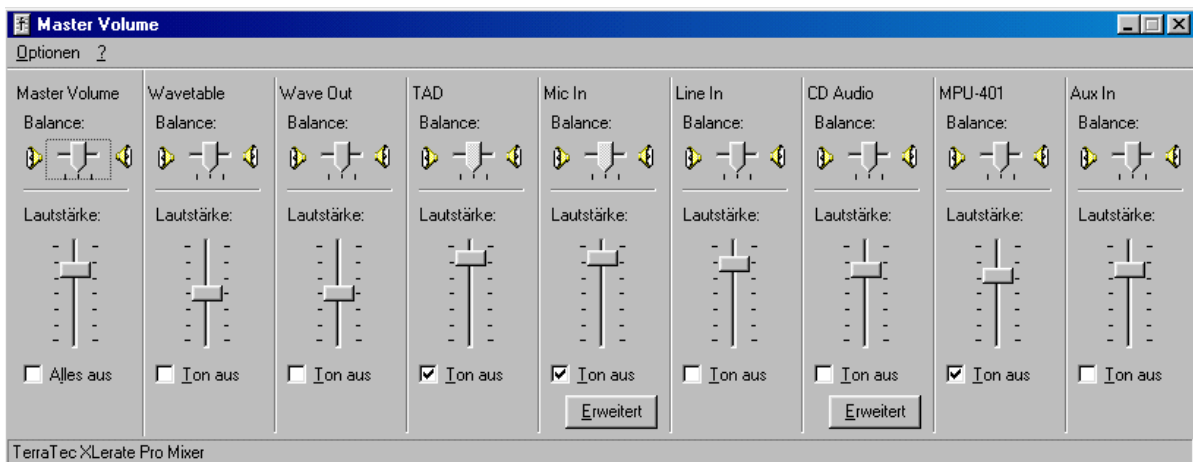 Master Volume
Optionen ?
Master Volume Wavetable Wave Out TAD Mic In Line In CD Audio MPU-401 Aux In
Balance: Balance: Balance: Balance: Balance: Balance: Balance: Balance: Balance:
Lautstärke: Lautstärke: Lautstärke: Lautstärke: Lautstärke: Lautstärke: Lautstärke: Lautstärke: Lautstärke:
Alles aus Ton aus Ton aus Ton aus Ton aus Ton aus Ton aus Ton aus Ton aus
Erweitert Erweitert
TerraTec XLerate Pro Mixer